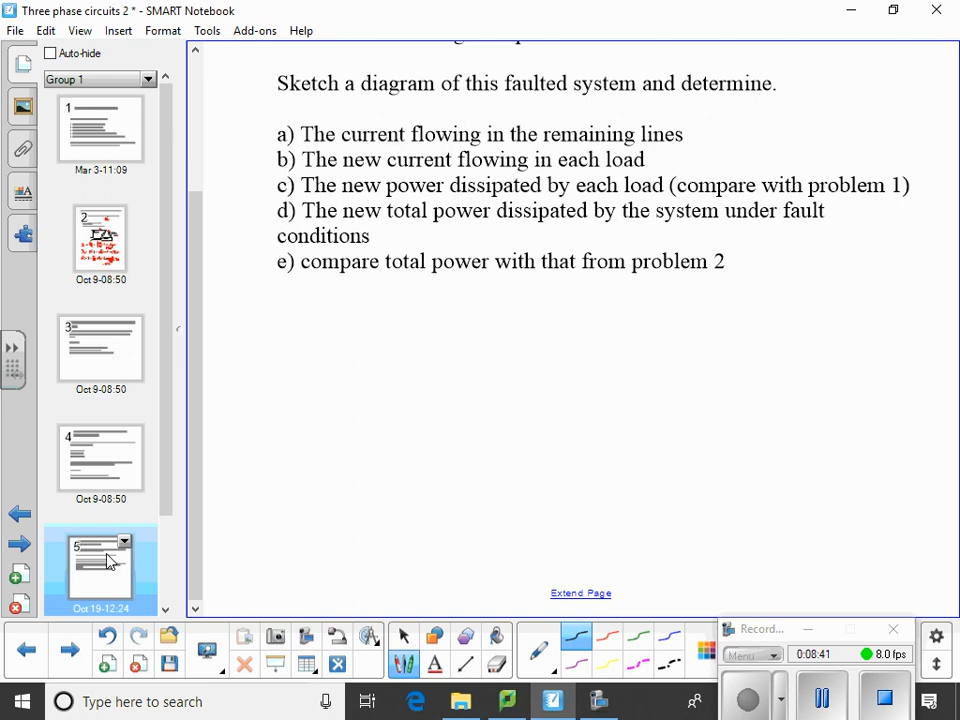 Three phase circuits 2 * - SMART Notebook
File Edit View Insert Format Tools Add-ons Help
Auto-hide
Group 1
1
Mar 3-11:09
2
Oct 9-08:50
3
Oct 9-08:50
4
Oct 9-08:50
5
Oct 19-12:24
Sketch a diagram of this faulted system and determine.
a) The current flowing in the remaining lines
b) The new current flowing in each load
c) The new power dissipated by each load (compare with problem 1)
d) The new total power dissipated by the system under fault
conditions
e) compare total power with that from problem 2
Extend Page
Record...
Menu
0:08:41
8.0 fps
Type here to search